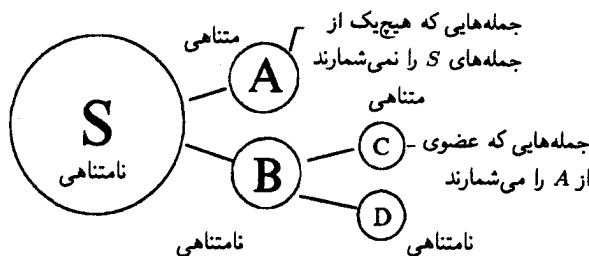 جمله‌هایی که هیچ‌یک از
جمله‌های S را نمی‌شمارند
متناهی
A
S
نامتناهی
متناهی
جمله‌هایی که عضوی
از A را می‌شمارند
C
B
D
نامتناهی
نامتناهی